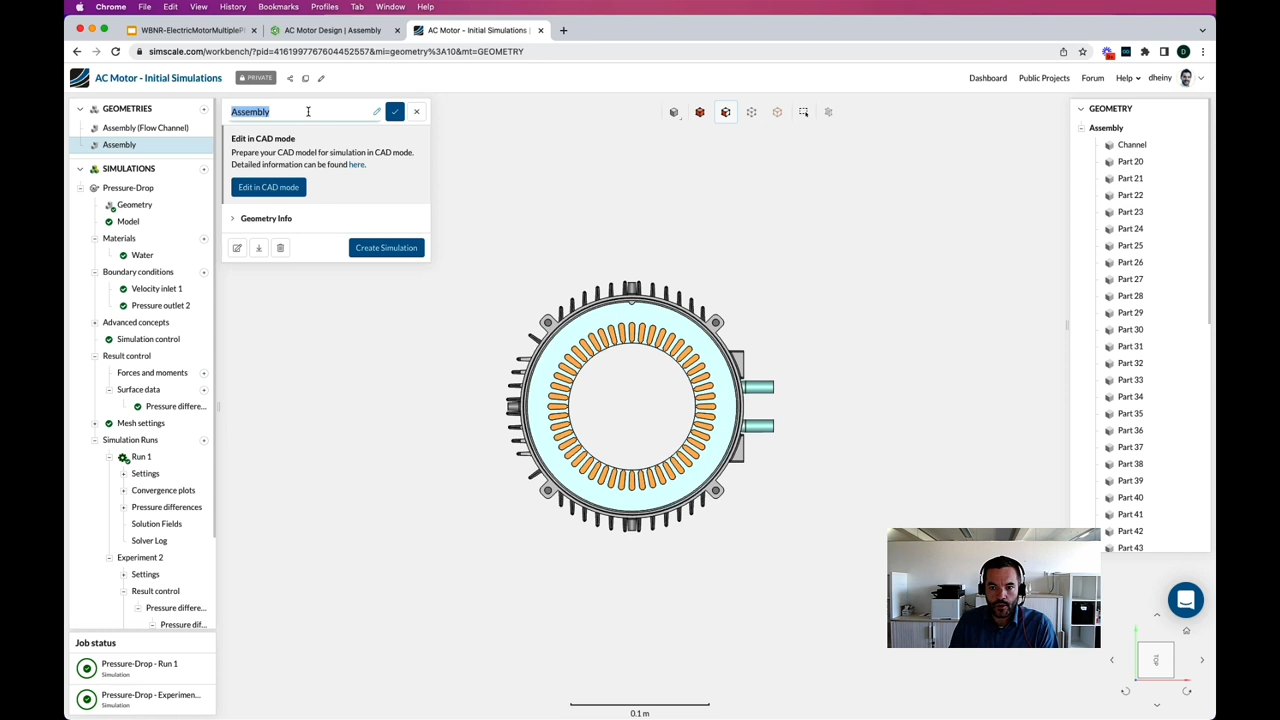 Chrome File Edit View History Bookmarks Profiles Tab Window Help
WBNR-ElectricMotorMultipleP
AC Motor Design | Assembly
AC Motor - Initial Simulations |
simscale.com/workbench/?pid=4161997767604452557&mi=geometry%3A10&mt=GEOMETRY
AC Motor - Initial Simulations
PRIVATE
Dashboard Public Projects Forum Help dheiny
GEOMETRIES
Assembly (Flow Channel)
Assembly
SIMULATIONS
Pressure-Drop
Geometry
Model
Materials
Water
Boundary conditions
Velocity inlet 1
Pressure outlet 2
Advanced concepts
Simulation control
Result control
Forces and moments
Surface data
Pressure differe...
Mesh settings
Simulation Runs
Run 1
Settings
Convergence plots
Pressure differences
Solution Fields
Solver Log
Experiment 2
Settings
Result control
Pressure differe...
Pressure dif...
Job status
Pressure-Drop - Run 1
Simulation
Pressure-Drop - Experimen...
Simulation
Assembly
Edit in CAD mode
Prepare your CAD model for simulation in CAD mode.
Detailed information can be found here.
Edit in CAD mode
Geometry Info
Create Simulation
0.1 m
GEOMETRY
Assembly
Channel
Part 20
Part 21
Part 22
Part 23
Part 24
Part 25
Part 26
Part 27
Part 28
Part 29
Part 30
Part 31
Part 32
Part 33
Part 34
Part 35
Part 36
Part 37
Part 38
Part 39
Part 40
Part 41
Part 42
Part 43
TOP